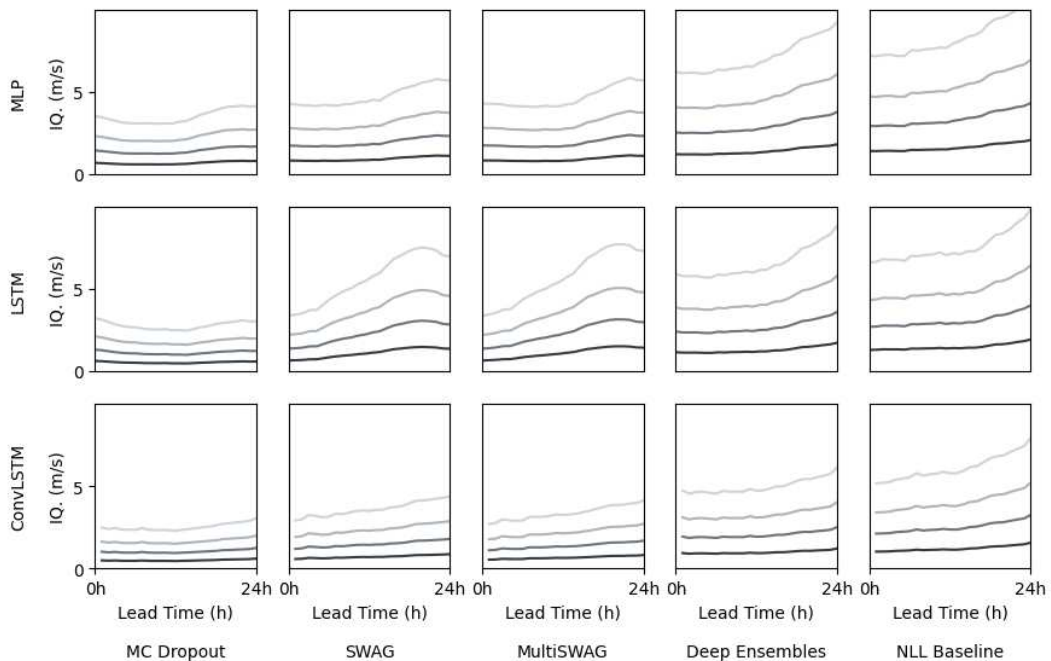 MLP
IQ. (m/s)
5
0
LSTM
IQ. (m/s)
5
0
ConvLSTM
IQ. (m/s)
5
0
0h 24h 0h 24h 0h 24h 0h 24h 0h 24h
Lead Time (h) Lead Time (h) Lead Time (h) Lead Time (h) Lead Time (h)
MC Dropout SWAG MultiSWAG Deep Ensembles NLL Baseline